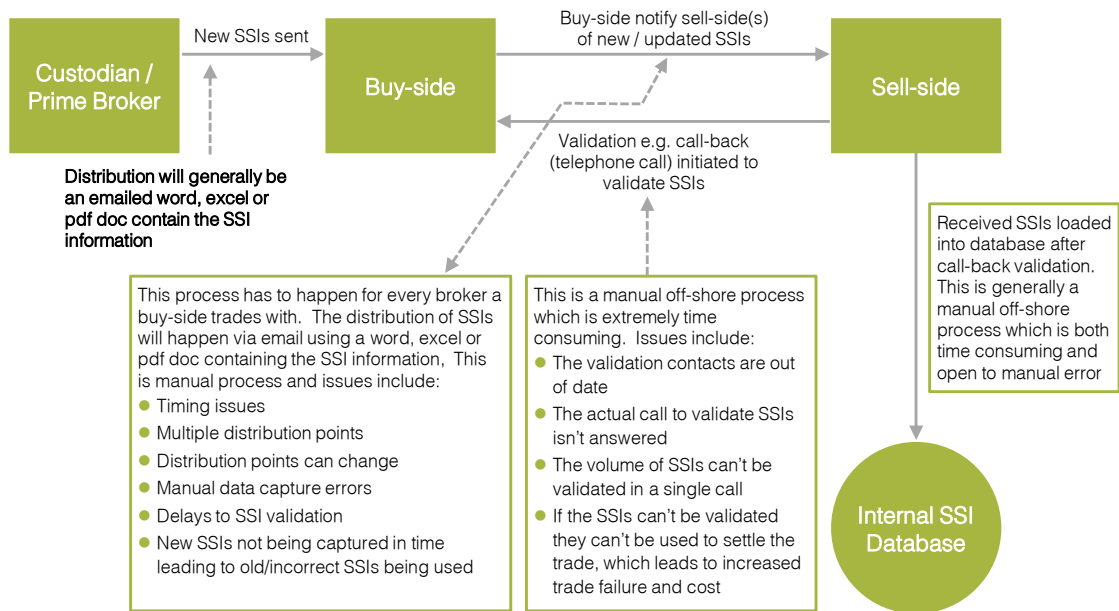 New SSIs sent
Buy-side notify sell-side(s)
of new / updated SSIs
Custodian /
Prime Broker
Buy-side
Sell-side
Validation e.g. call-back
(telephone call) initiated to
validate SSIs
Distribution will generally be
an emailed word, excel or
pdf doc contain the SSI
information
Received SSIs loaded
into database after
call-back validation.
This is generally a
manual off-shore
process which is both
time consuming and
open to manual error
This process has to happen for every broker a
buy-side trades with.  The distribution of SSIs
will happen via email using a word, excel or
pdf doc containing the SSI information,  This
is manual process and issues include:
Timing issues
Multiple distribution points
Distribution points can change
Manual data capture errors
Delays to SSI validation
New SSIs not being captured in time
leading to old/incorrect SSIs being used
This is a manual off-shore process
which is extremely time
consuming.  Issues include:
The validation contacts are out
of date
The actual call to validate SSIs
isn't answered
The volume of SSIs can't be
validated in a single call
If the SSIs can't be validated
they can't be used to settle the
trade, which leads to increased
trade failure and cost
Internal SSI
Database